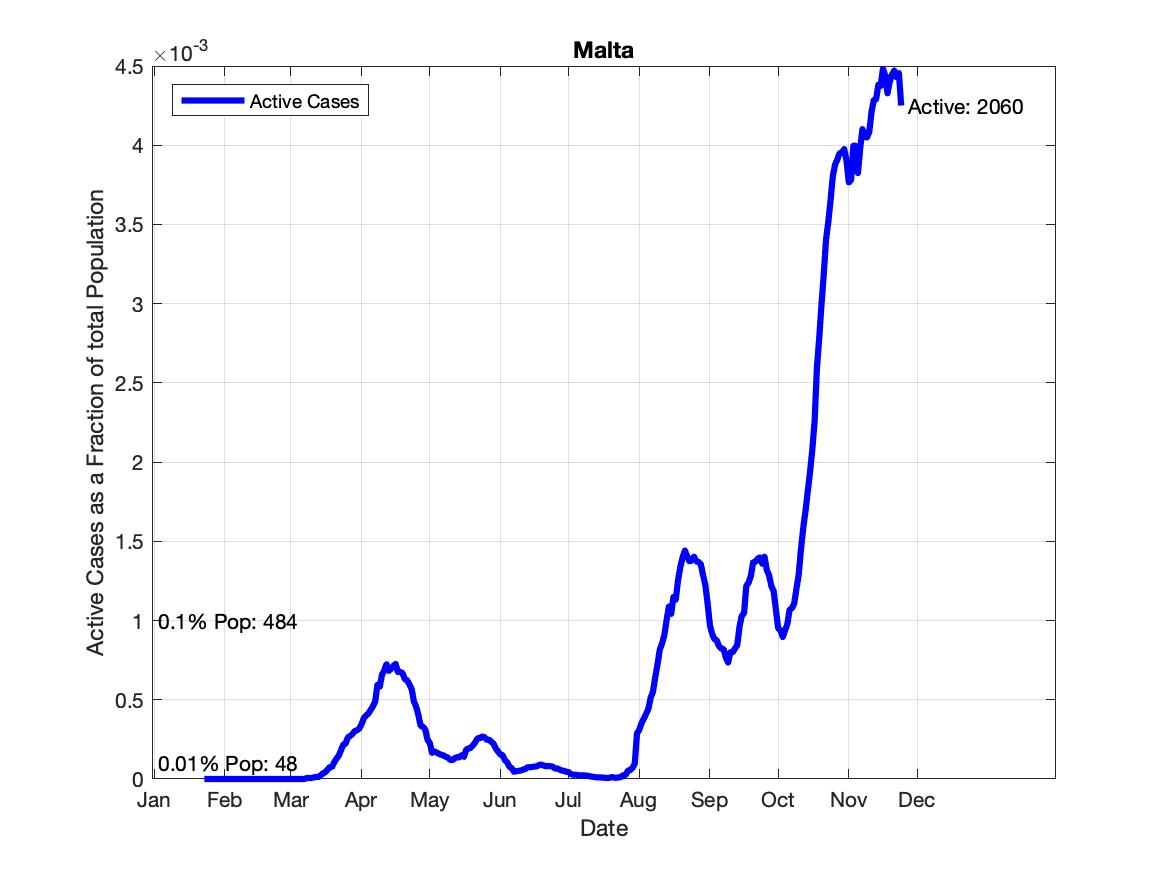 Malta
×10-3
4.5
4
3.5
3
2.5
2
1.5
1
0.5
0
Active Cases as a Fraction of total Population
Active Cases
Active: 2060
0.1% Pop: 484
0.01% Pop: 48
Jan Feb Mar Apr May Jun Jul Aug Sep Oct Nov Dec
Date